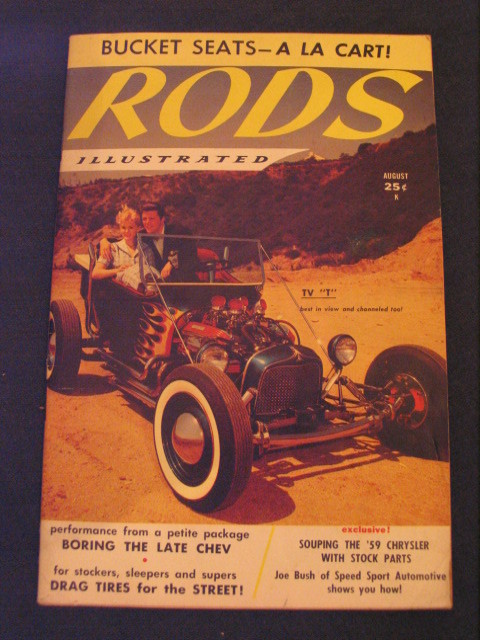 BUCKET SEATS—A LA CART!
RODS
ILLUSTRATED
AUGUST
25¢
K
TV "T"
best in view and channeled too!
performance from a petite package
BORING THE LATE CHEV
for stockers, sleepers and supers
DRAG TIRES for the STREET!
exclusive!
SOUPING THE '59 CHRYSLER
WITH STOCK PARTS
Joe Bush of Speed Sport Automotive
shows you how!